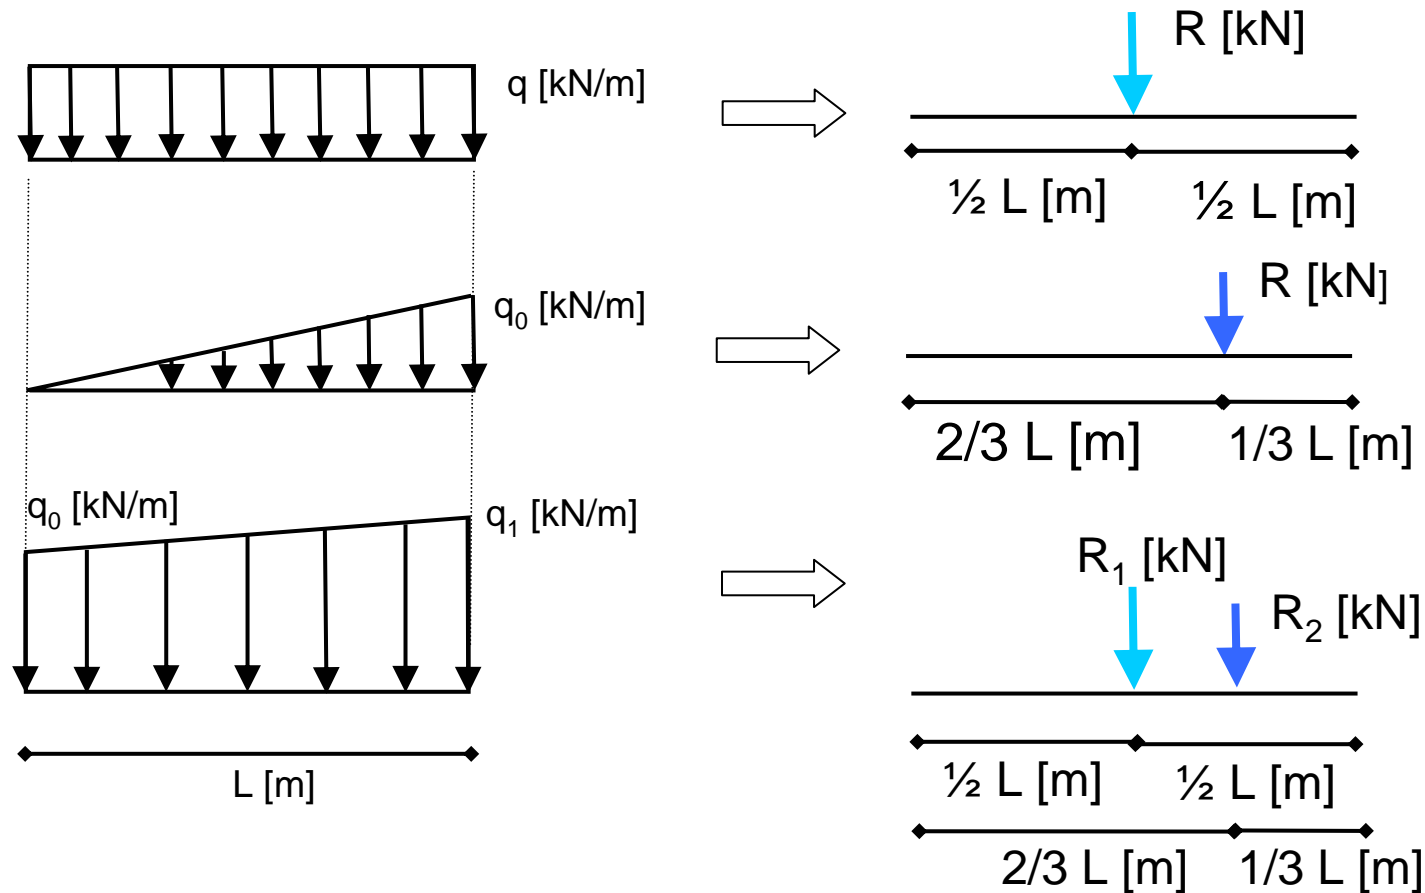 R [kN]
q [kN/m]
½ L [m]
½ L [m]
q₀ [kN/m]
R [kN]
2/3 L [m]
1/3 L [m]
q₀ [kN/m]
q₁ [kN/m]
R₁ [kN]
R₂ [kN]
L [m]
½ L [m]
½ L [m]
2/3 L [m]
1/3 L [m]